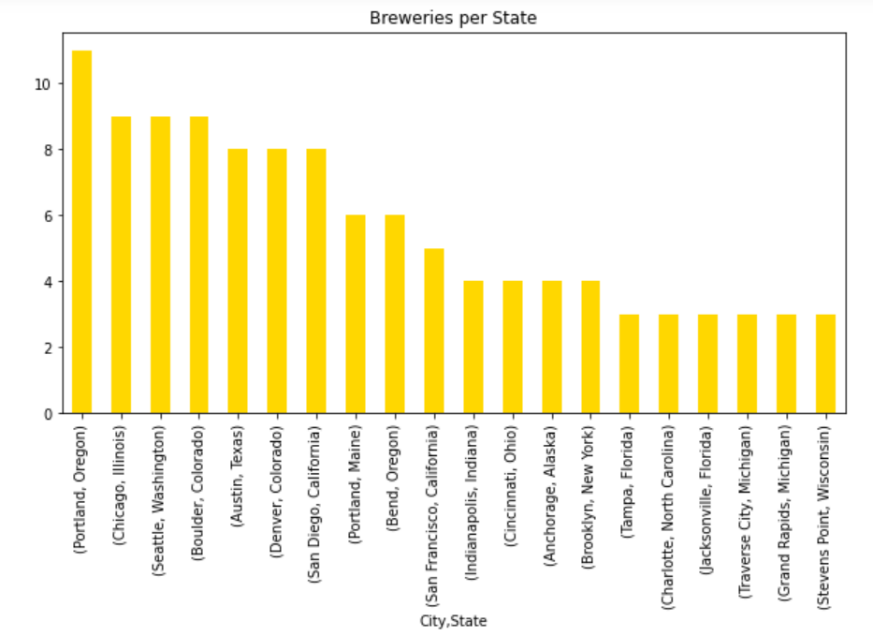 Breweries per State
10
8
6
4
2
0
(Portland, Oregon)
(Chicago, Illinois)
(Seattle, Washington)
(Boulder, Colorado)
(Austin, Texas)
(Denver, Colorado)
(San Diego, California)
(Portland, Maine)
(Bend, Oregon)
(San Francisco, California)
(Indianapolis, Indiana)
(Cincinnati, Ohio)
(Anchorage, Alaska)
(Brooklyn, New York)
(Tampa, Florida)
(Charlotte, North Carolina)
(Jacksonville, Florida)
(Traverse City, Michigan)
(Grand Rapids, Michigan)
(Stevens Point, Wisconsin)
City,State